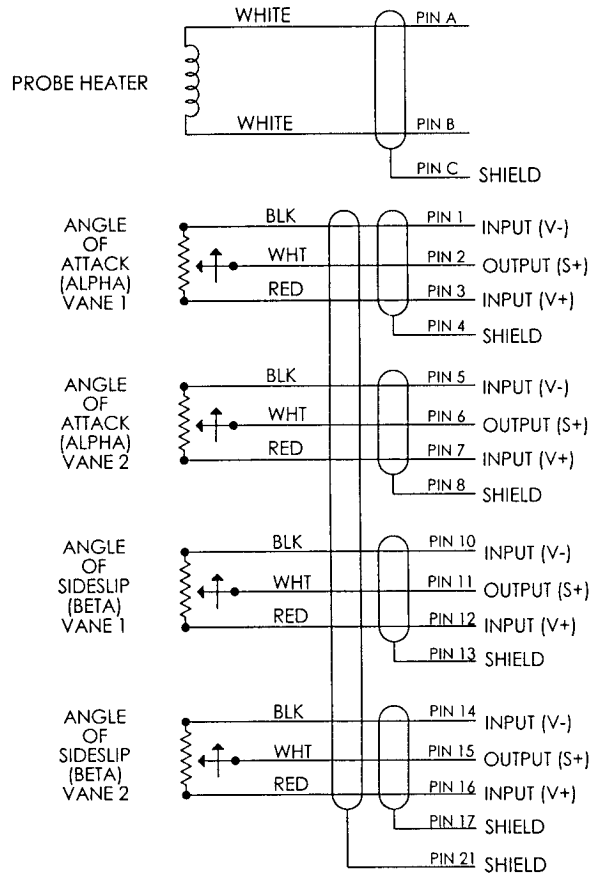 WHITE PIN A
PROBE HEATER
WHITE PIN B
PIN C SHIELD
ANGLE
OF
ATTACK
(ALPHA)
VANE 1
BLK PIN 1 INPUT (V-)
WHT PIN 2 OUTPUT (S+)
RED PIN 3 INPUT (V+)
PIN 4 SHIELD
ANGLE
OF
ATTACK
(ALPHA)
VANE 2
BLK PIN 5 INPUT (V-)
WHT PIN 6 OUTPUT (S+)
RED PIN 7 INPUT (V+)
PIN 8 SHIELD
ANGLE
OF
SIDESLIP
(BETA)
VANE 1
BLK PIN 10 INPUT (V-)
WHT PIN 11 OUTPUT (S+)
RED PIN 12 INPUT (V+)
PIN 13 SHIELD
ANGLE
OF
SIDESLIP
(BETA)
VANE 2
BLK PIN 14 INPUT (V-)
WHT PIN 15 OUTPUT (S+)
RED PIN 16 INPUT (V+)
PIN 17 SHIELD
PIN 21 SHIELD